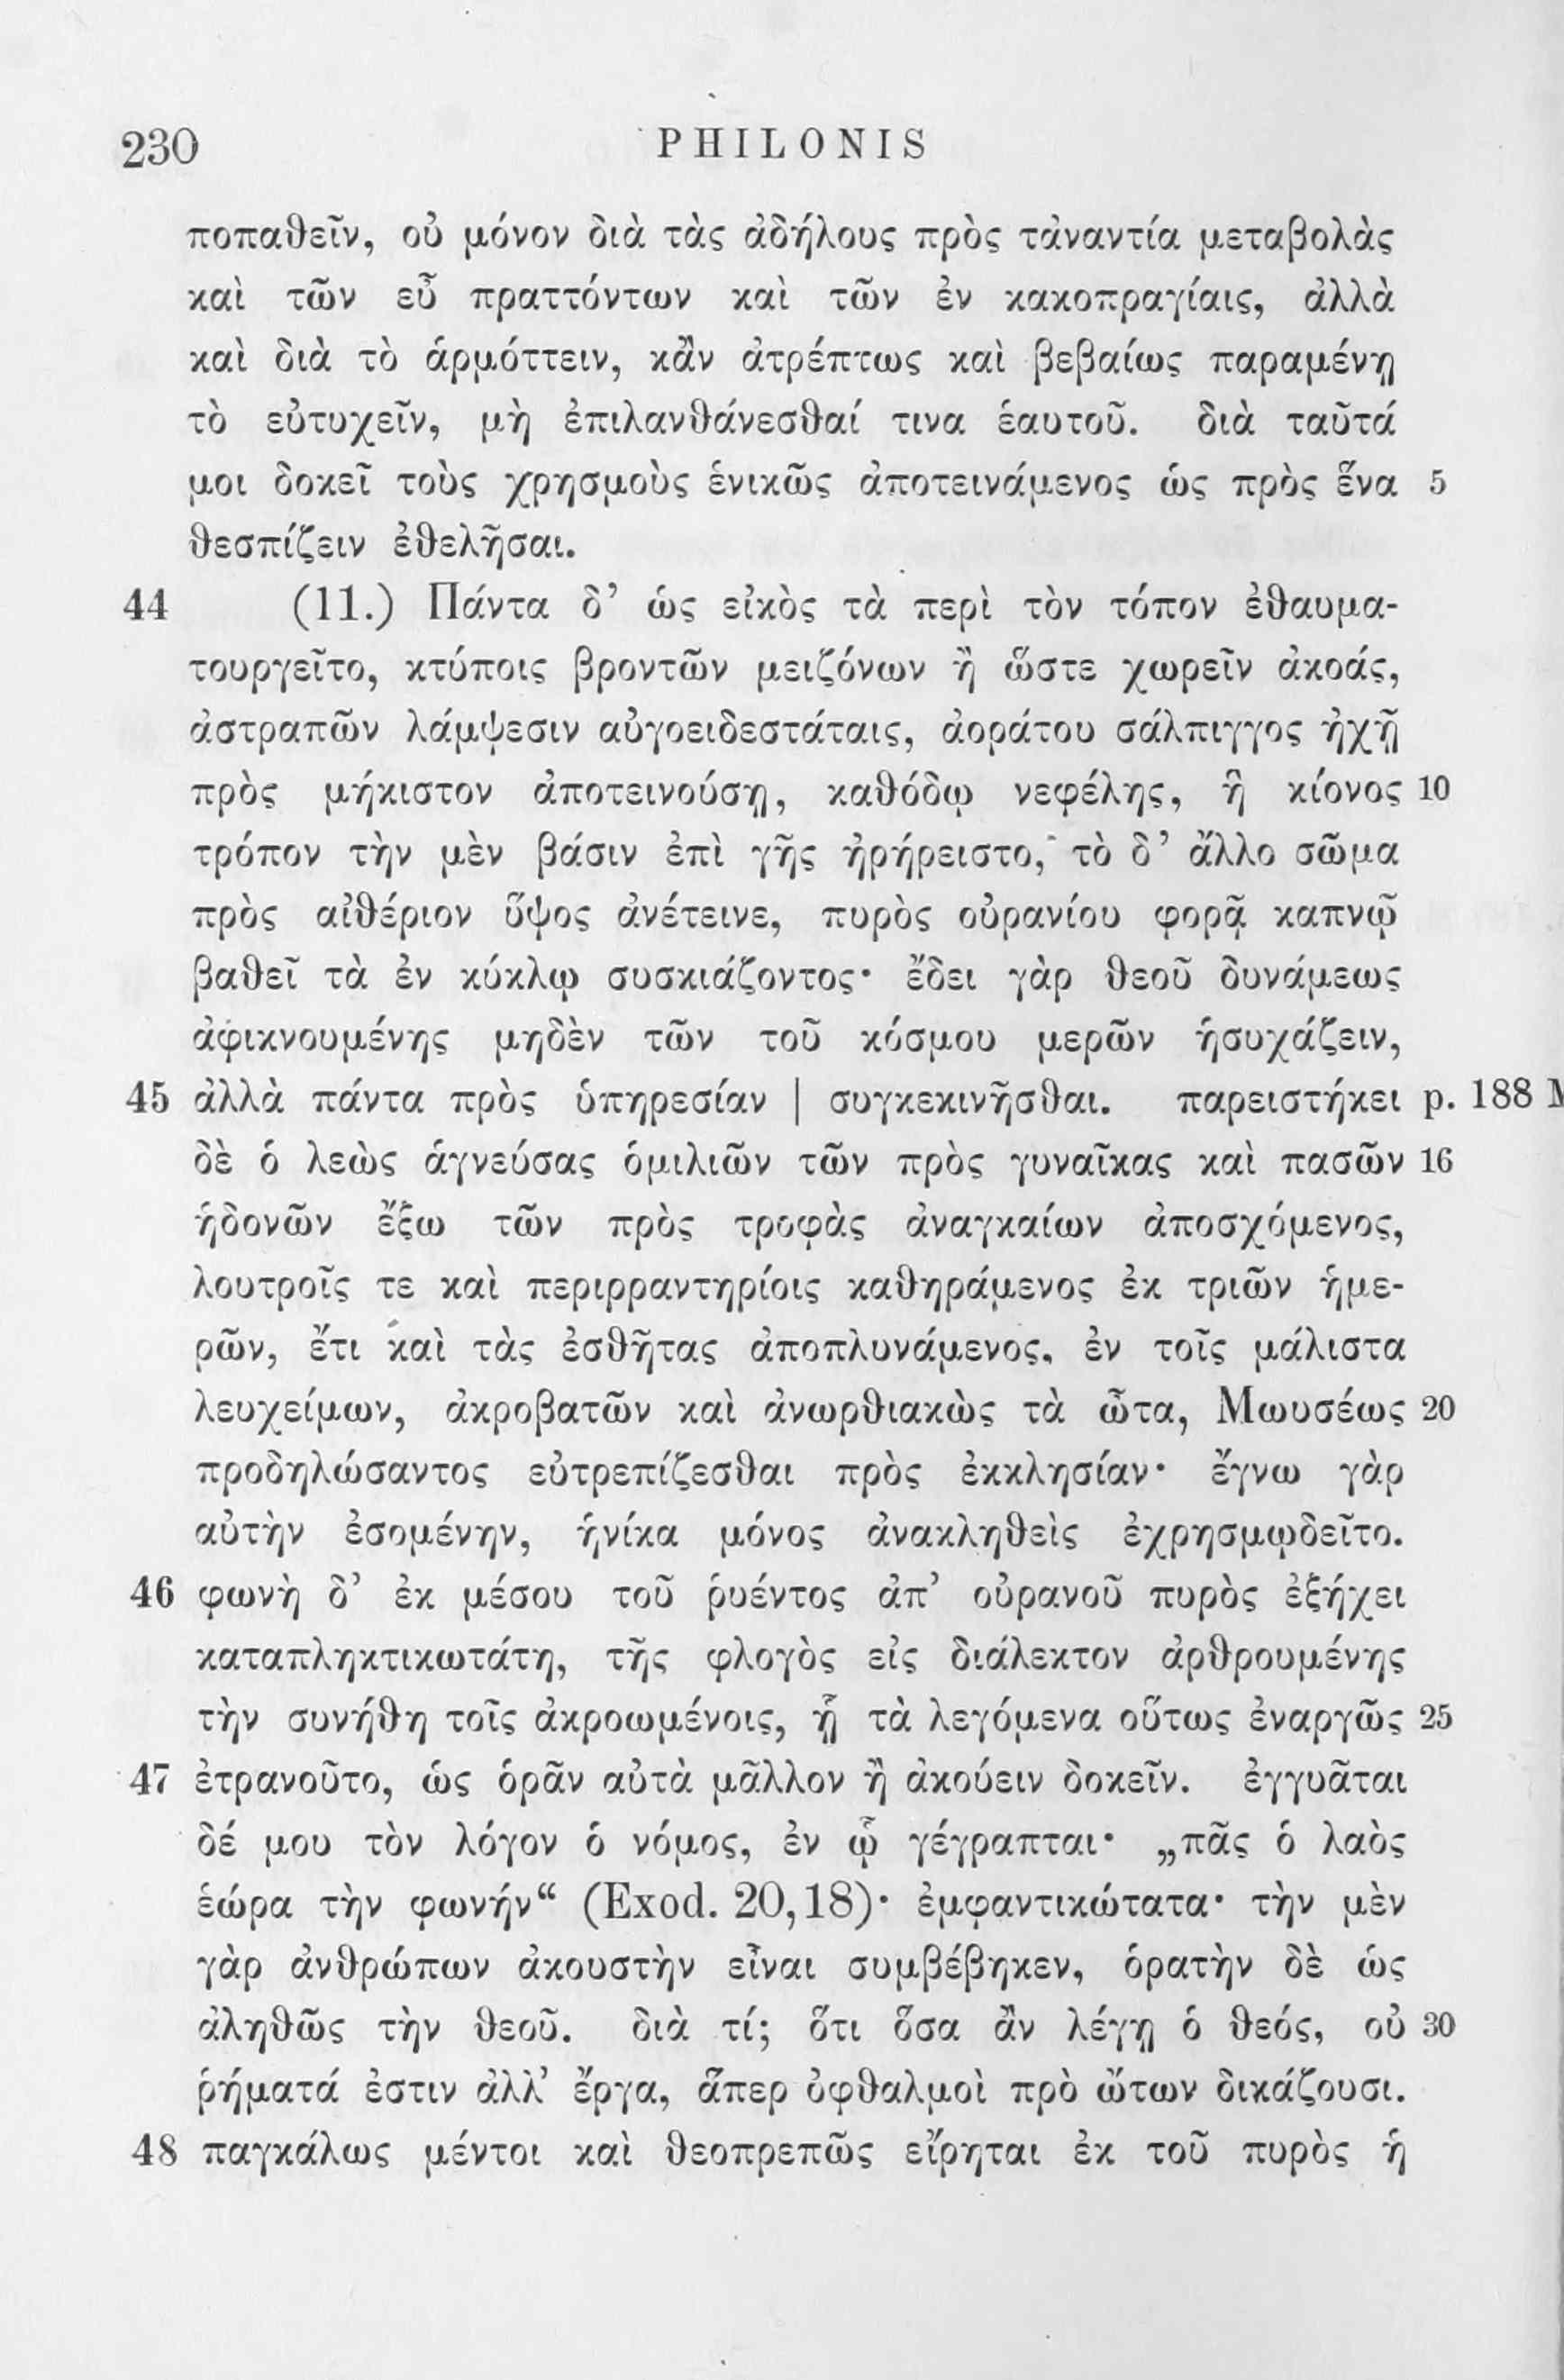 230 PHILONIS
ποπαθεῖν, οὐ μόνον διὰ τὰς ἀδήλους πρὸς τἀναντία μεταβολὰς
καὶ τῶν εὖ πραττόντων καὶ τῶν ἐν κακοπραγίαις, ἀλλὰ
καὶ διὰ τὸ ἁρμόττειν, κἂν ἀτρέπτως καὶ βεβαίως παραμένῃ
τὸ εὐτυχεῖν, μὴ ἐπιλανθάνεσθαί τινα ἑαυτοῦ. διὰ ταῦτά
μοι δοκεῖ τοὺς χρησμοὺς ἑνικῶς ἀποτεινάμενος ὡς πρὸς ἕνα 5
θεσπίζειν ἐθελῆσαι.
44 (11.) Πάντα δ’ ὡς εἰκὸς τὰ περὶ τὸν τόπον ἐθαυμα-
τουργεῖτο, κτύποις βροντῶν μειζόνων ἢ ὥστε χωρεῖν ἀκοάς,
ἀστραπῶν λάμψεσιν αὐγοειδεστάταις, ἀοράτου σάλπιγγος ἠχῇ
πρὸς μήκιστον ἀποτεινούσῃ, καθόδῳ νεφέλης, ἣ κίονος 10
τρόπον τὴν μὲν βάσιν ἐπὶ γῆς ἠρήρειστο, τὸ δ’ ἄλλο σῶμα
πρὸς αἰθέριον ὕψος ἀνέτεινε, πυρὸς οὐρανίου φορᾷ καπνῷ
βαθεῖ τὰ ἐν κύκλῳ συσκιάζοντος· ἔδει γὰρ θεοῦ δυνάμεως
ἀφικνουμένης μηδὲν τῶν τοῦ κόσμου μερῶν ἡσυχάζειν,
45 ἀλλὰ πάντα πρὸς ὑπηρεσίαν | συγκεκινῆσθαι. παρειστήκει p. 188 M
δὲ ὁ λεὼς ἁγνεύσας ὁμιλιῶν τῶν πρὸς γυναῖκας καὶ πασῶν 16
ἡδονῶν ἔξω τῶν πρὸς τροφὰς ἀναγκαίων ἀποσχόμενος,
λουτροῖς τε καὶ περιρραντηρίοις καθηράμενος ἐκ τριῶν ἡμε-
ρῶν, ἔτι καὶ τὰς ἐσθῆτας ἀποπλυνάμενος, ἐν τοῖς μάλιστα
λευχείμων, ἀκροβατῶν καὶ ἀνωρθιακὼς τὰ ὦτα, Μωυσέως 20
προδηλώσαντος εὐτρεπίζεσθαι πρὸς ἐκκλησίαν· ἔγνω γὰρ
αὐτὴν ἐσομένην, ἡνίκα μόνος ἀνακληθεὶς ἐχρησμῳδεῖτο.
46 φωνὴ δ’ ἐκ μέσου τοῦ ῥυέντος ἀπ’ οὐρανοῦ πυρὸς ἐξήχει
καταπληκτικωτάτη, τῆς φλογὸς εἰς διάλεκτον ἀρθρουμένης
τὴν συνήθη τοῖς ἀκροωμένοις, ᾗ τὰ λεγόμενα οὕτως ἐναργῶς 25
47 ἐτρανοῦτο, ὡς ὁρᾶν αὐτὰ μᾶλλον ἢ ἀκούειν δοκεῖν. ἐγγυᾶται
δέ μου τὸν λόγον ὁ νόμος, ἐν ᾧ γέγραπται· „πᾶς ὁ λαὸς
ἑώρα τὴν φωνήν“ (Exod. 20,18)· ἐμφαντικώτατα· τὴν μὲν
γὰρ ἀνθρώπων ἀκουστὴν εἶναι συμβέβηκεν, ὁρατὴν δὲ ὡς
ἀληθῶς τὴν θεοῦ. διὰ τί; ὅτι ὅσα ἂν λέγῃ ὁ θεός, οὐ 30
ῥήματά ἐστιν ἀλλ’ ἔργα, ἅπερ ὀφθαλμοὶ πρὸ ὤτων δικάζουσι.
48 παγκάλως μέντοι καὶ θεοπρεπῶς εἴρηται ἐκ τοῦ πυρὸς ἡ